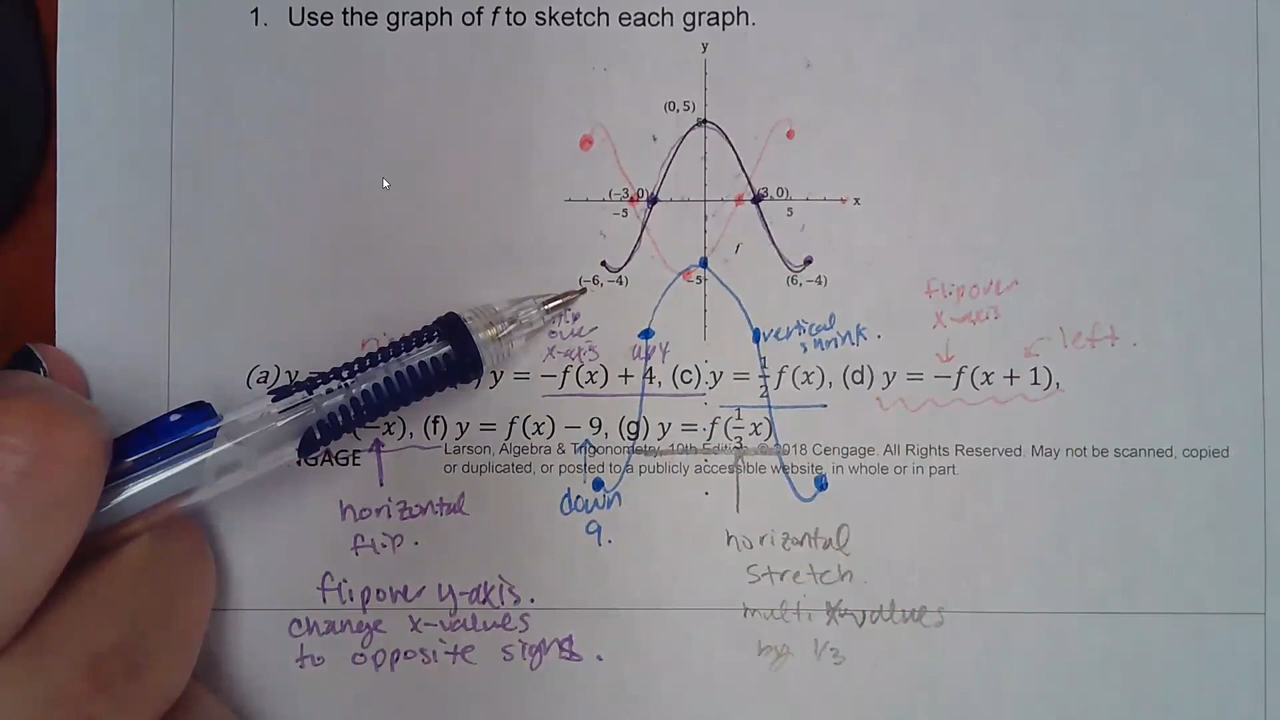 1. Use the graph of f to sketch each graph.
y
(0, 5)
(−3, 0)
(3, 0)
x
−5
5
f
(−6, −4)
−5
(6, −4)
flip over
x-axis
left.
over
x-axis
up 4
vertical
shrink.
(a) y
y = −f(x) + 4, (c) y = 1/2 f(x), (d) y = −f(x + 1),
−x), (f) y = f(x) − 9, (g) y = f(1/3 x)
Larson, Algebra & Trigonometry, 10th Edition. © 2018 Cengage. All Rights Reserved. May not be scanned, copied
NGAGE
or duplicated, or posted to a publicly accessible website, in whole or in part.
horizontal
flip.
down
9.
horizontal
stretch.
flip over y-axis.
change x-values
to opposite signs.
multi x-values
by 1/3